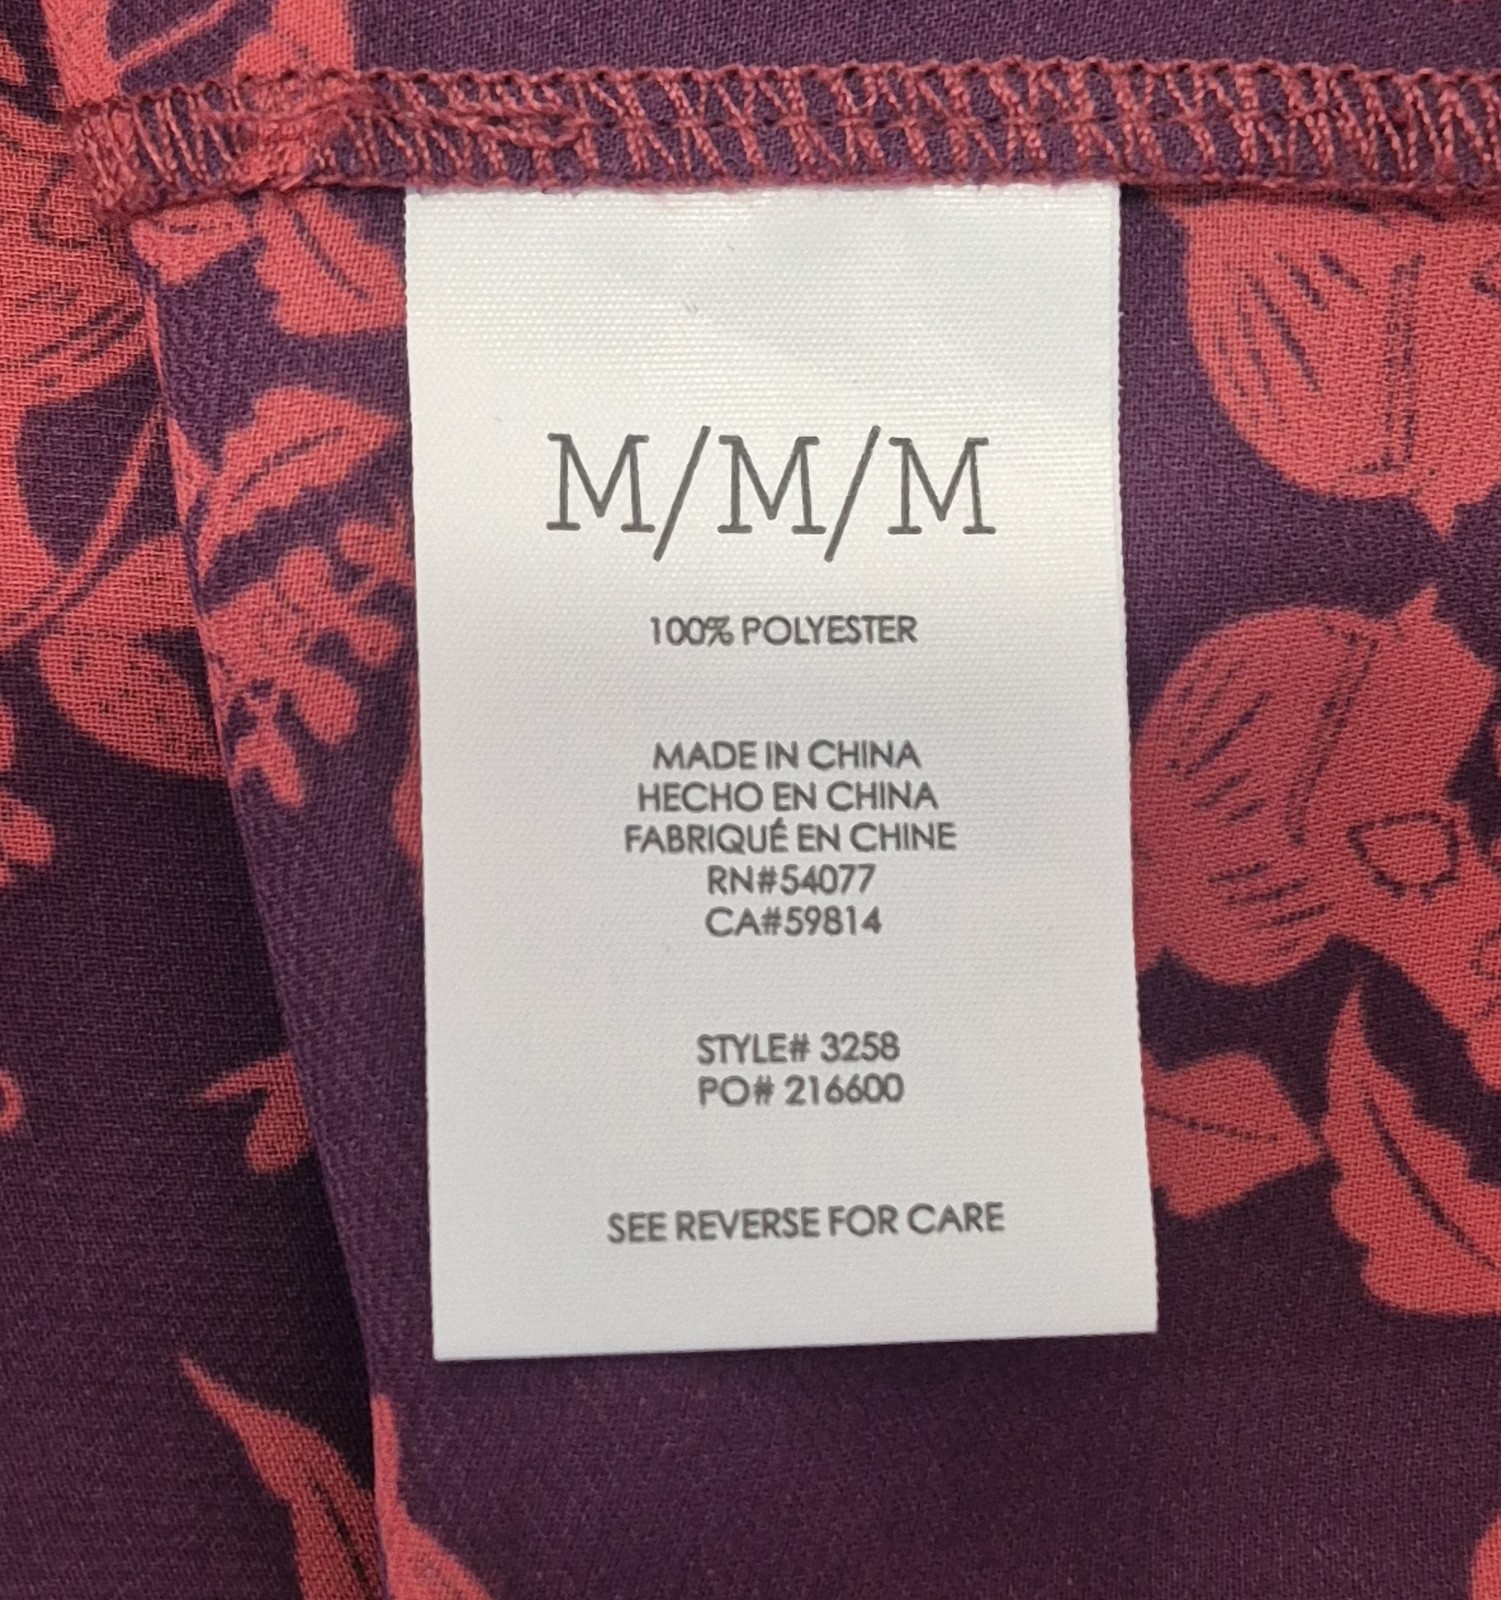 M/M/M
100% POLYESTER
MADE IN CHINA
HECHO EN CHINA
FABRIQUÉ EN CHINE
RN#54077
CA#59814
STYLE# 3258
PO# 216600
SEE REVERSE FOR CARE